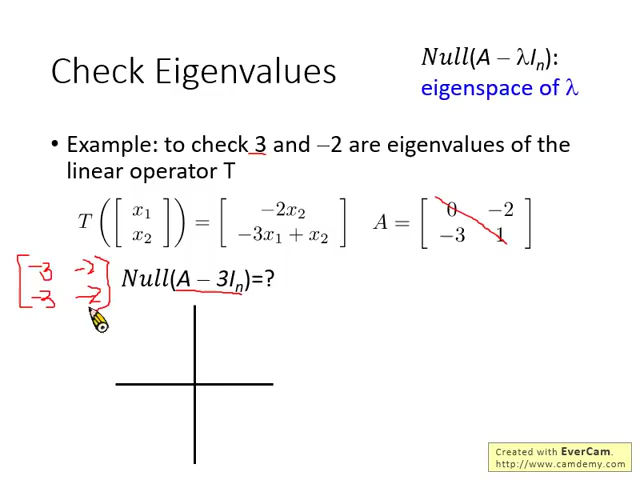 Check Eigenvalues
Null(A − λIₙ):
eigenspace of λ
• Example: to check 3 and −2 are eigenvalues of the
linear operator T
T([x₁ x₂]) = [−2x₂ −3x₁ + x₂] A = [0 −2 −3 1]
[−3 −2 −3 −2] Null(A − 3Iₙ)=?
Created with EverCam.
http://www.camdemy.com